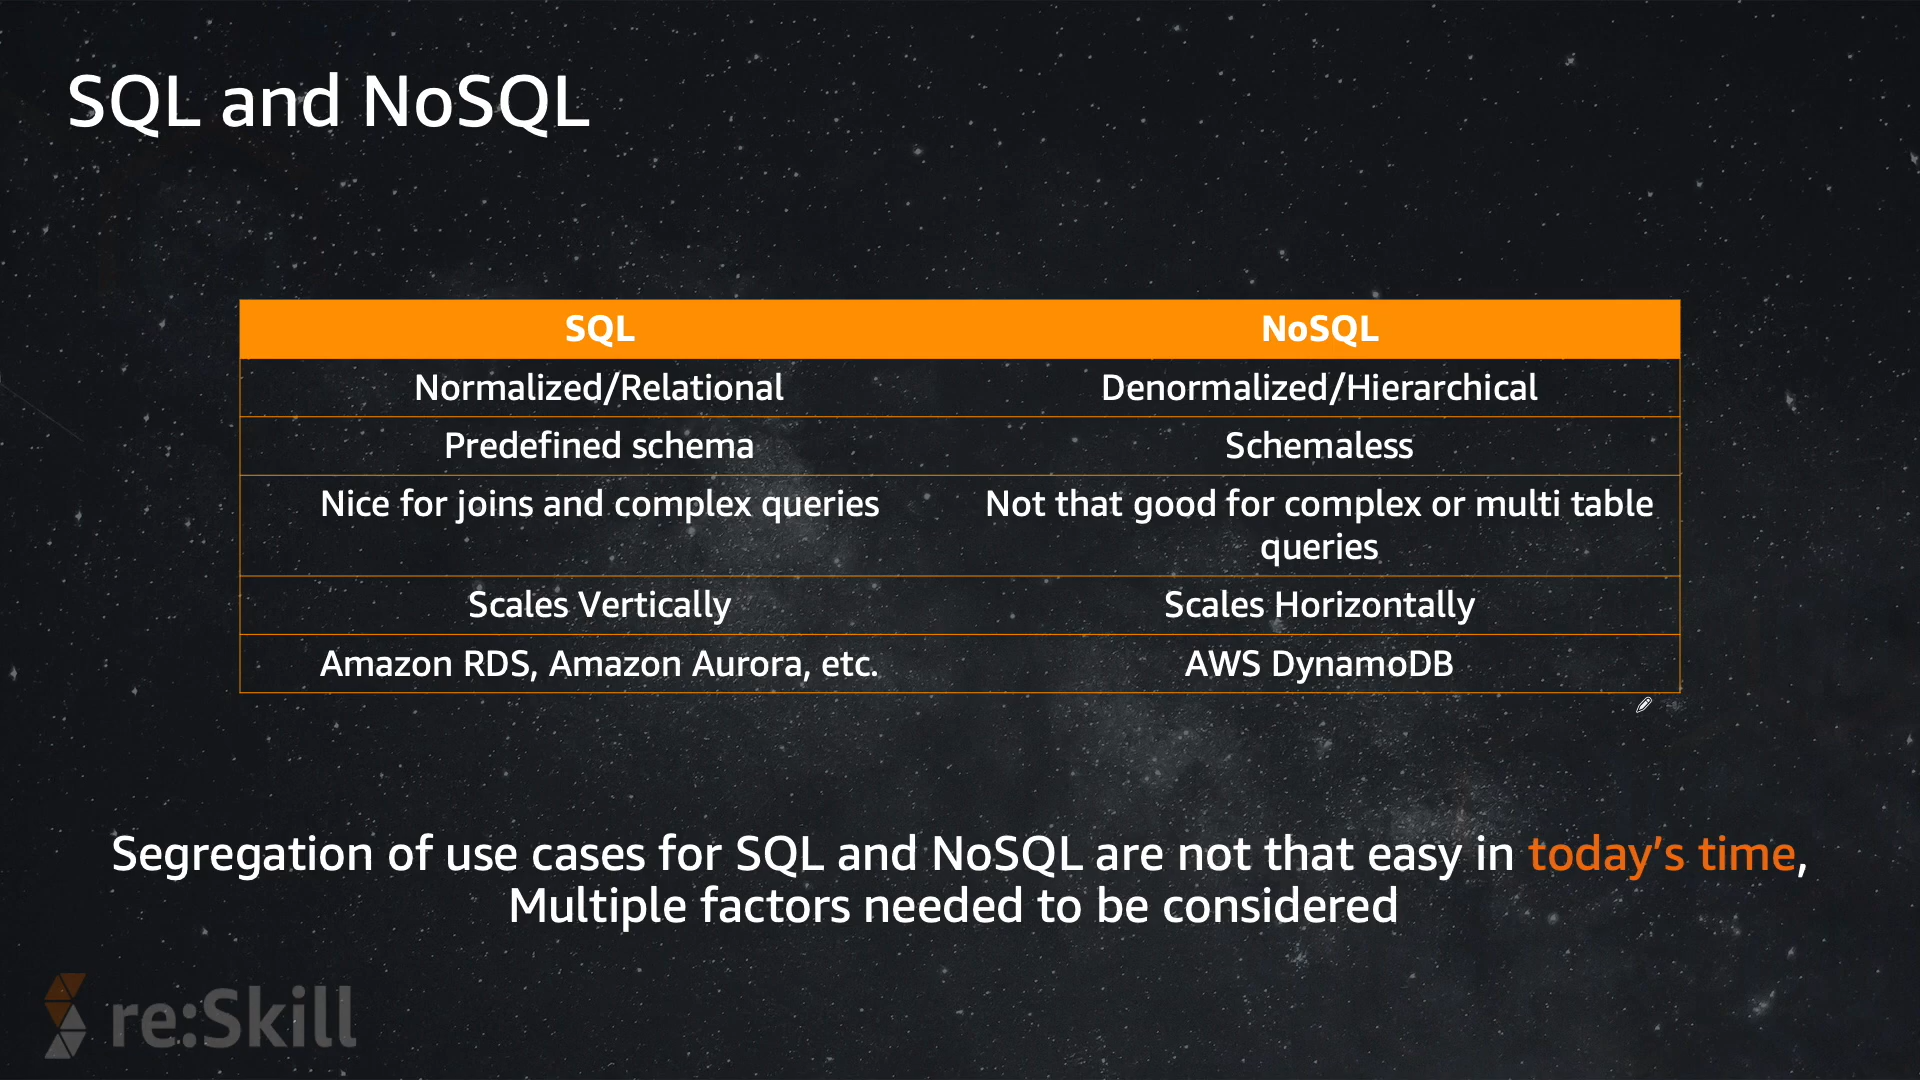 SQL and NoSQL
SQL NoSQL
Normalized/Relational Denormalized/Hierarchical
Predefined schema Schemaless
Nice for joins and complex queries Not that good for complex or multi table
queries
Scales Vertically Scales Horizontally
Amazon RDS, Amazon Aurora, etc. AWS DynamoDB
Segregation of use cases for SQL and NoSQL are not that easy in today’s time,
Multiple factors needed to be considered
re:Skill